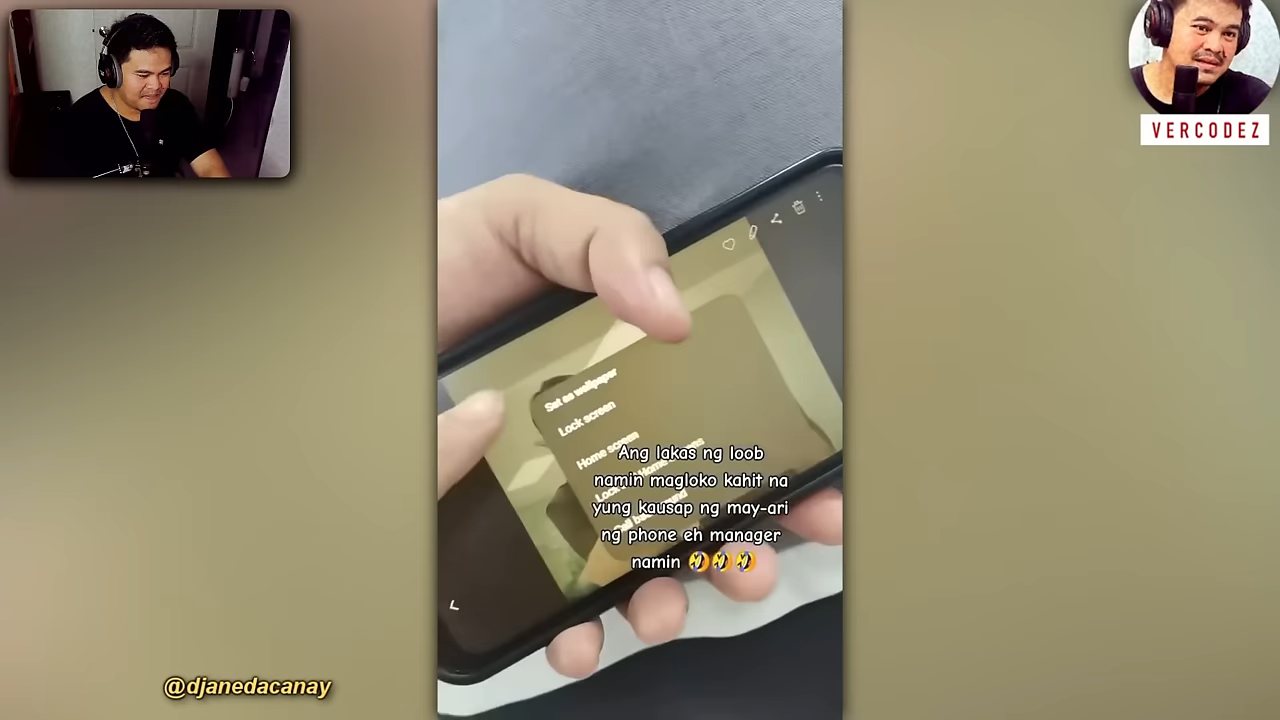 VERCODEZ
Set as wallpaper
Lock screen
Home screen
Ang lakas ng loob
namin magloko kahit na
yung kausap ng may-ari
ng phone eh manager
namin 🤣🤣🤣
@djanedacanay